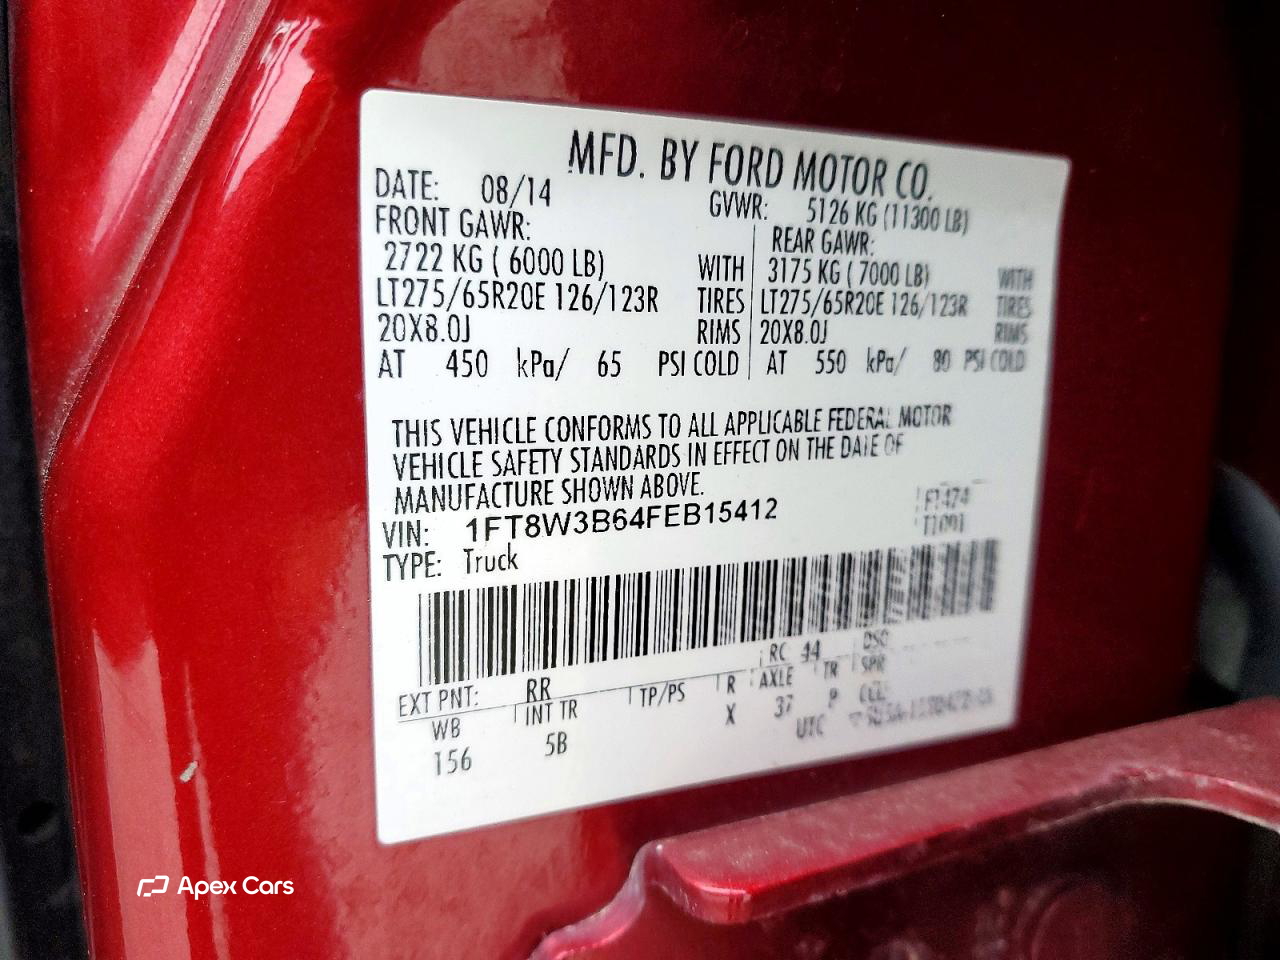 MFD. BY FORD MOTOR CO.
DATE: 08/14 GVWR: 5126 KG (11300 LB)
FRONT GAWR: REAR GAWR:
2722 KG ( 6000 LB) WITH 3175 KG ( 7000 LB) WITH
LT275/65R20E 126/123R TIRES LT275/65R20E 126/123R TIRES
20X8.0J RIMS 20X8.0J RIMS
AT 450 kPa/ 65 PSI COLD AT 550 kPa/ 80 PSI COLD
THIS VEHICLE CONFORMS TO ALL APPLICABLE FEDERAL MOTOR
VEHICLE SAFETY STANDARDS IN EFFECT ON THE DATE OF
MANUFACTURE SHOWN ABOVE.
VIN: 1FT8W3B64FEB15412
TYPE: Truck
EXT PNT: RR RC 44 DSO
WB INT TR TP/PS R AXLE TR SPR
156 5B X 37 P
UTC
Apex Cars